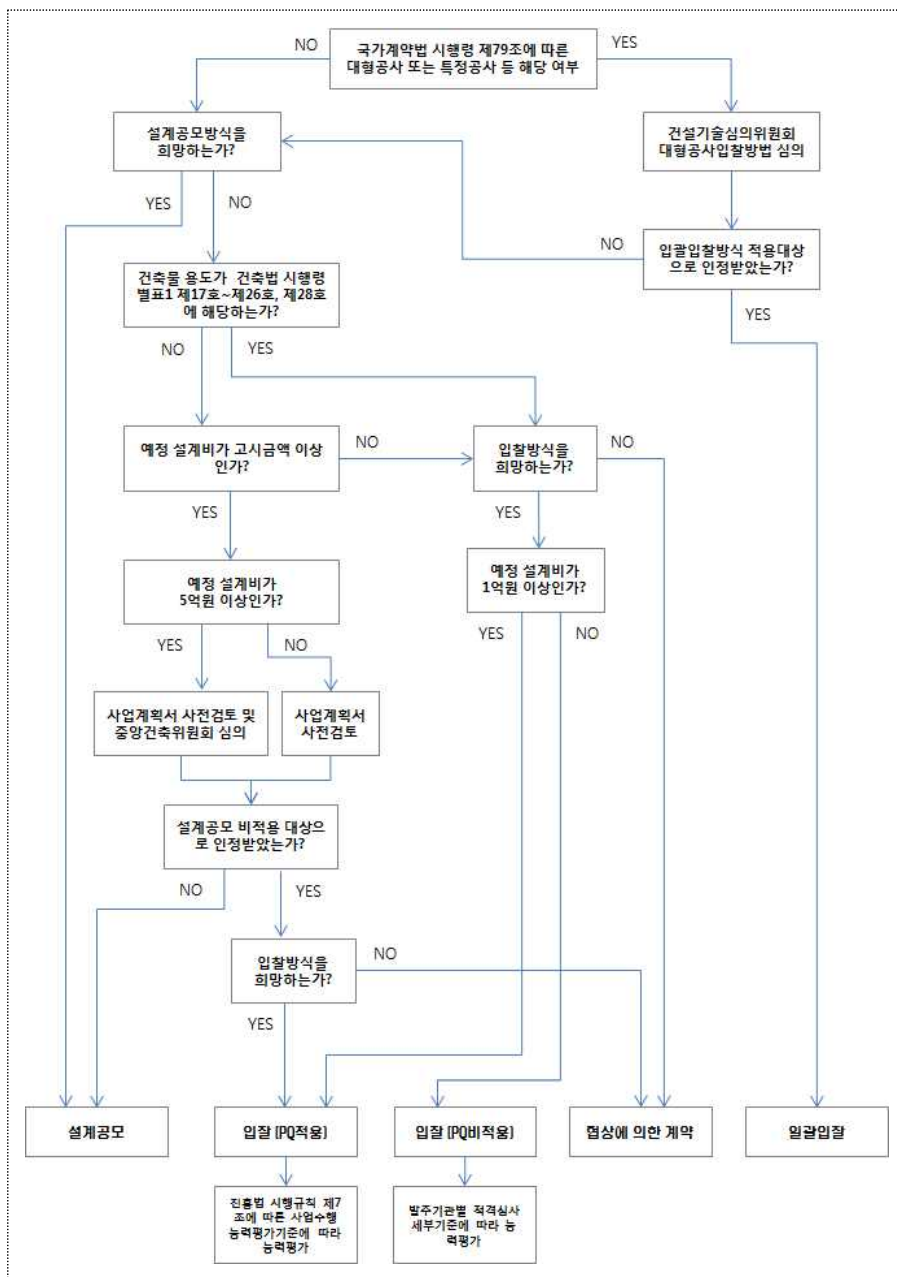 NO
국가계약법 시행령 제79조에 따른
대형공사 또는 특정공사 등 해당 여부
YES
설계공모방식을
희망하는가?
건설기술심의위원회
대형공사입찰방법 심의
YES
NO
NO
입괄입찰방식 적용대상
으로 인정받았는가?
YES
건축물 용도가 건축법 시행령
별표1 제17호~제26호, 제28호
에 해당하는가?
NO
YES
예정 설계비가 고시금액 이상
인가?
NO
입찰방식을
희망하는가?
NO
YES
YES
예정 설계비가
5억원 이상인가?
예정 설계비가
1억원 이상인가?
YES
NO
YES
NO
사업계획서 사전검토 및
중앙건축위원회 심의
사업계획서
사전검토
설계공모 비적용 대상으
로 인정받았는가?
NO
YES
입찰방식을
희망하는가?
NO
YES
설계공모
입찰 (PQ적용)
입찰 (PQ비적용)
협상에 의한 계약
일괄입찰
진흥법 시행규칙 제7
조에 따른 사업수행
능력평가기준에 따라
능력평가
발주기관별 적격심사
세부기준에 따라 능
력평가